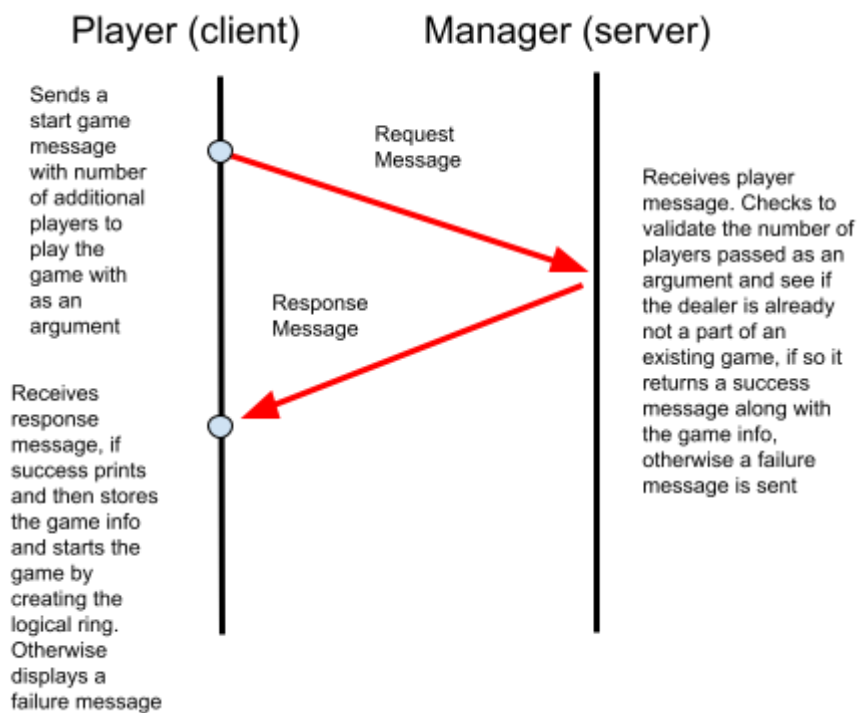 Player (client)
Manager (server)
Sends a
start game
message
with number
of additional
players to
play the
game with
as an
argument
Request
Message
Receives player
message. Checks to
validate the number of
players passed as an
argument and see if
the dealer is already
not a part of an
existing game, if so it
returns a success
message along with
the game info,
otherwise a failure
message is sent
Response
Message
Receives
response
message, if
success prints
and then stores
the game info
and starts the
game by
creating the
logical ring.
Otherwise
displays a
failure message